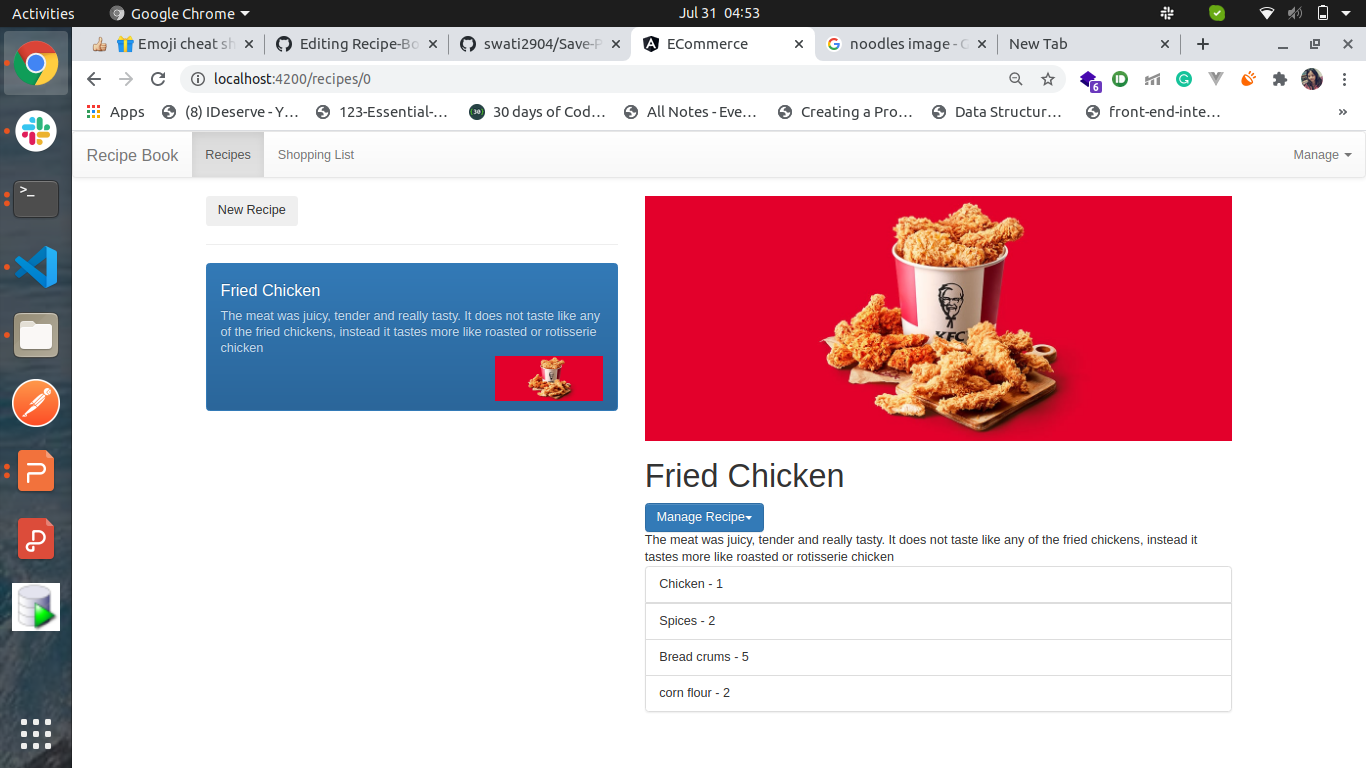 Activities
Google Chrome
Jul 31 04:53
Emoji cheat sh
Editing Recipe-Bo
swati2904/Save-P
ECommerce
noodles image - G
New Tab
localhost:4200/recipes/0
6
Apps
(8) IDeserve - Y…
123-Essential-…
30
30 days of Cod…
All Notes - Eve…
Creating a Pro…
Data Structur…
front-end-inte…
»
Recipe Book
Recipes
Shopping List
Manage
New Recipe
Fried Chicken
The meat was juicy, tender and really tasty. It does not taste like any
of the fried chickens, instead it tastes more like roasted or rotisserie
chicken
KFC
Fried Chicken
Manage Recipe
The meat was juicy, tender and really tasty. It does not taste like any of the fried chickens, instead it
tastes more like roasted or rotisserie chicken
Chicken - 1
Spices - 2
Bread crums - 5
corn flour - 2